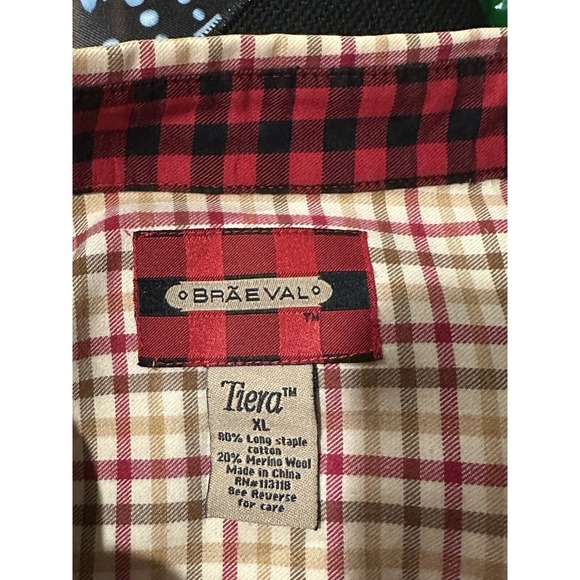 BRÃEVAL
TM
Tiera™
XL
80% Long staple
cotton
20% Merino Wool
Made in China
RN#113118
See Reverse
for care